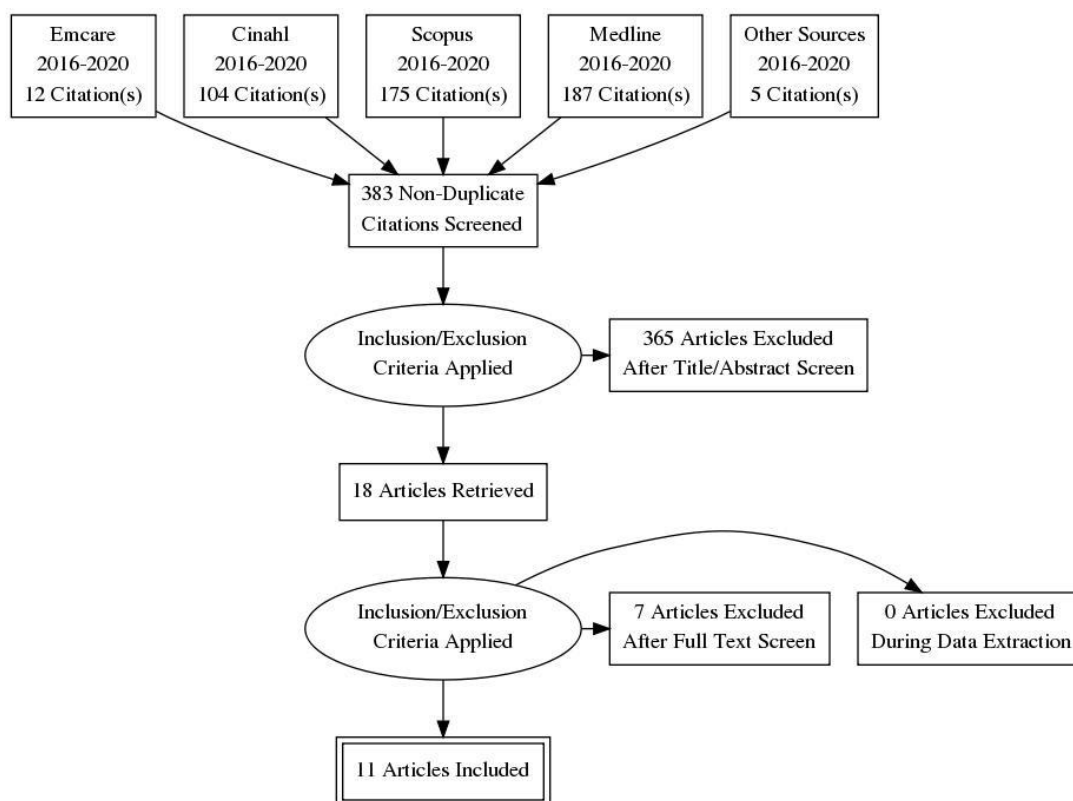 Emcare
2016-2020
12 Citation(s)
Cinahl
2016-2020
104 Citation(s)
Scopus
2016-2020
175 Citation(s)
Medline
2016-2020
187 Citation(s)
Other Sources
2016-2020
5 Citation(s)
383 Non-Duplicate
Citations Screened
Inclusion/Exclusion
Criteria Applied
365 Articles Excluded
After Title/Abstract Screen
18 Articles Retrieved
Inclusion/Exclusion
Criteria Applied
7 Articles Excluded
After Full Text Screen
0 Articles Excluded
During Data Extraction
11 Articles Included